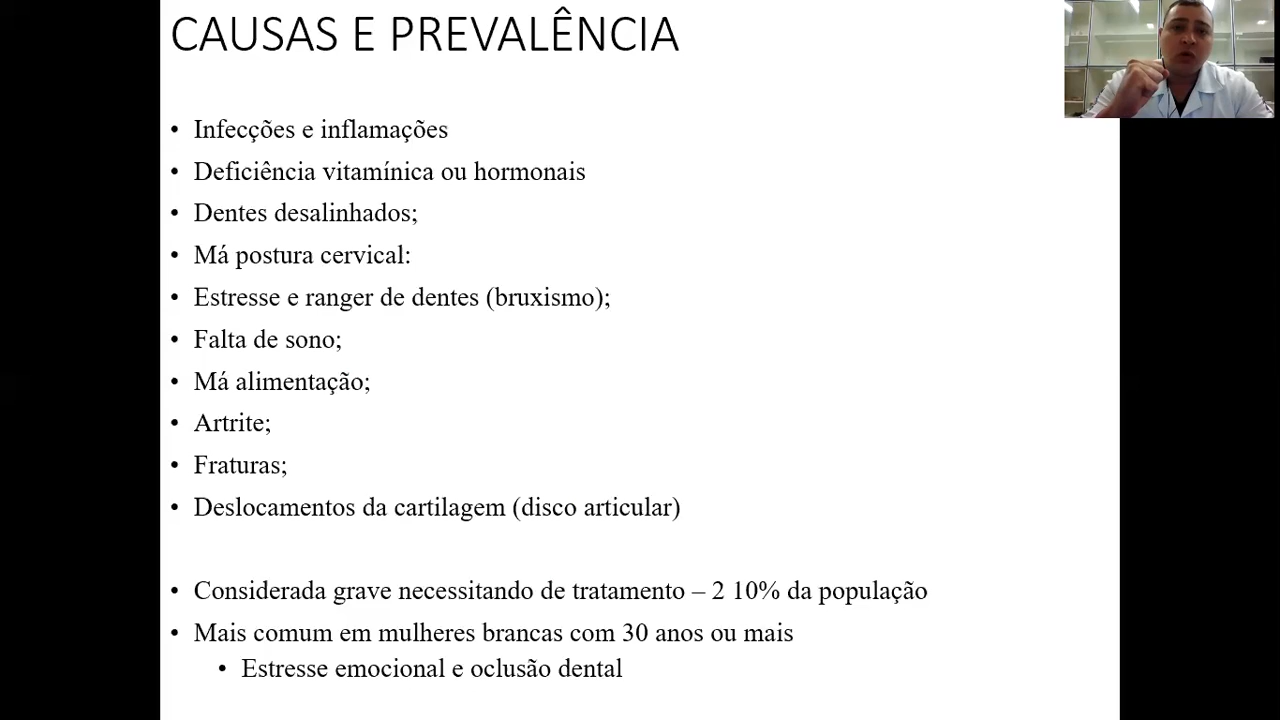 CAUSAS E PREVALÊNCIA
• Infecções e inflamações
• Deficiência vitamínica ou hormonais
• Dentes desalinhados;
• Má postura cervical:
• Estresse e ranger de dentes (bruxismo);
• Falta de sono;
• Má alimentação;
• Artrite;
• Fraturas;
• Deslocamentos da cartilagem (disco articular)
• Considerada grave necessitando de tratamento – 2 10% da população
• Mais comum em mulheres brancas com 30 anos ou mais
• Estresse emocional e oclusão dental